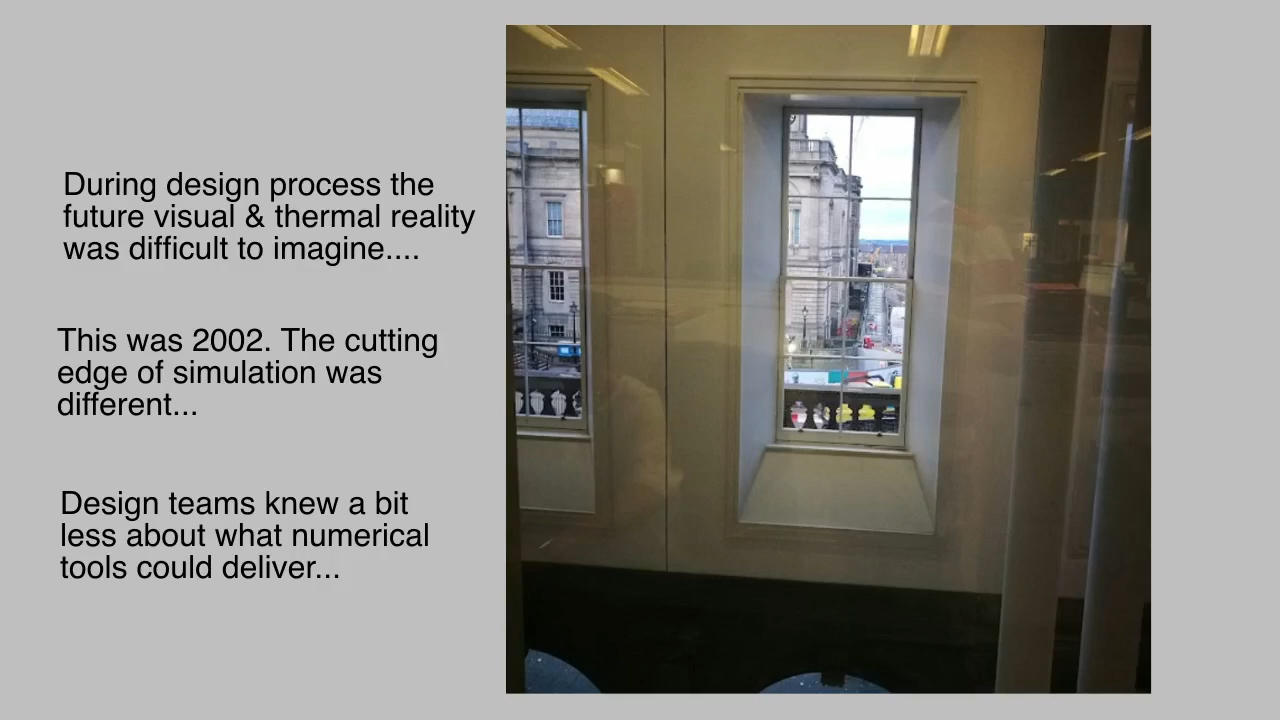 During design process the
future visual & thermal reality
was difficult to imagine....
This was 2002. The cutting
edge of simulation was
different...
Design teams knew a bit
less about what numerical
tools could deliver...